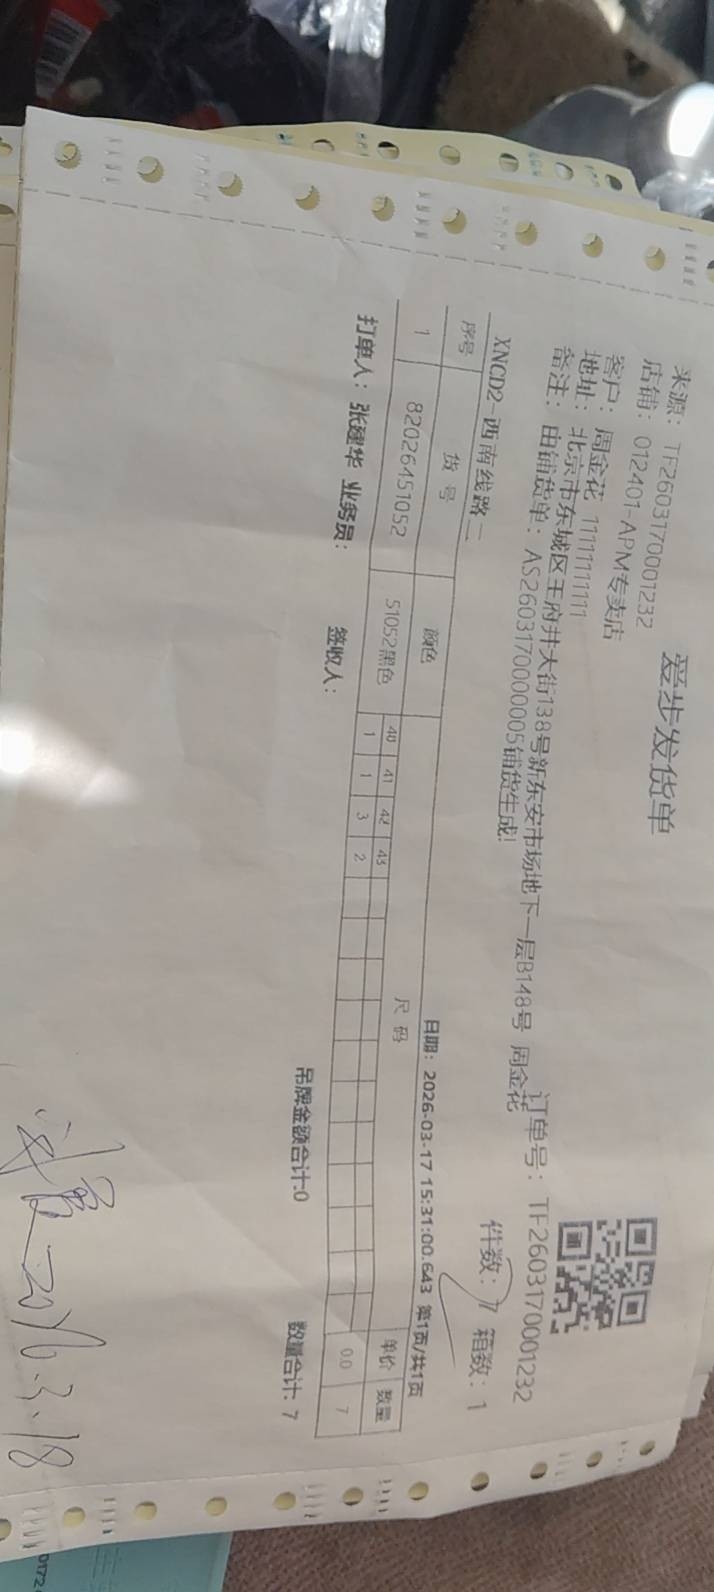 爱步发货单
来源：TF2603170001232
订单号：TF2603170001232
店铺：012401-APM专卖店
客户：周金花 1111111111
地址：北京市东城区王府井大街138号新东安市场地下一层B148号 周金花
件数：7 箱数：1
备注：由铺货单：AS2603170000005铺货生成!
XNCD2-西南线路二
日期：2026-03-17 15:31:00.643 第1页/共1页
序号 货号 颜色 尺码 单价 数量
40 41 42 43
1 82026451052 51052黑色 1 1 3 2 0.0 7
打单人：张建华 业务员： 签收人： 吊牌金额合计:0 数量合计: 7
2026.3.18